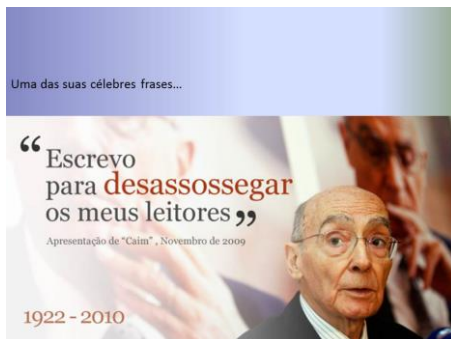 Uma das suas célebres frases...
“Escrevo
para desassossegar
os meus leitores”
Apresentação de "Caim" , Novembro de 2009
1922 - 2010